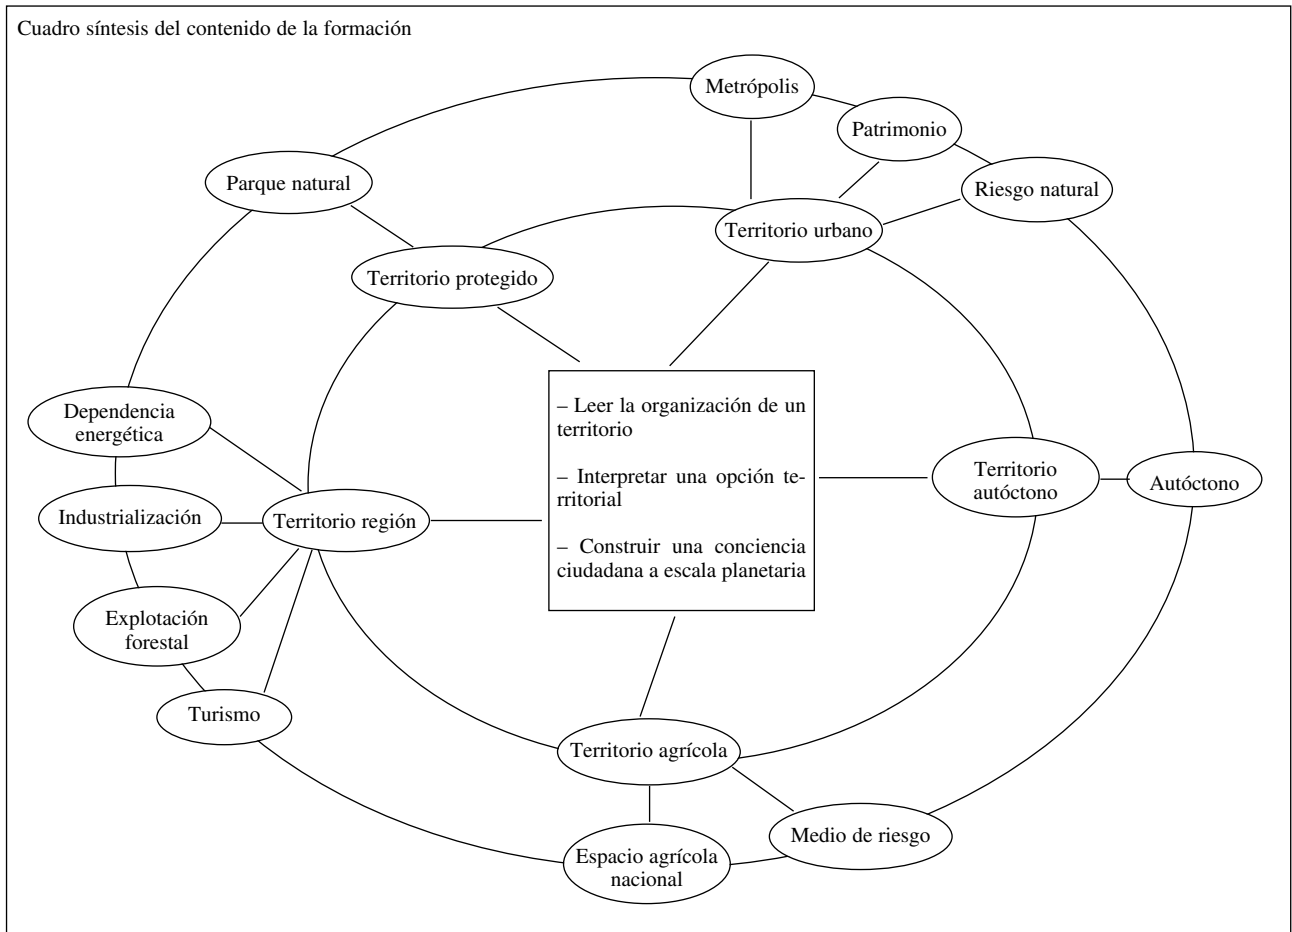 Cuadro síntesis del contenido de la formación
Metrópolis
Patrimonio
Parque natural
Riesgo natural
Territorio urbano
Territorio protegido
– Leer la organización de un
territorio
– Interpretar una opción te-
rritorial
– Construir una conciencia
ciudadana a escala planetaria
Dependencia
energética
Territorio
autóctono
Autóctono
Industrialización
Territorio región
Explotación
forestal
Turismo
Territorio agrícola
Medio de riesgo
Espacio agrícola
nacional